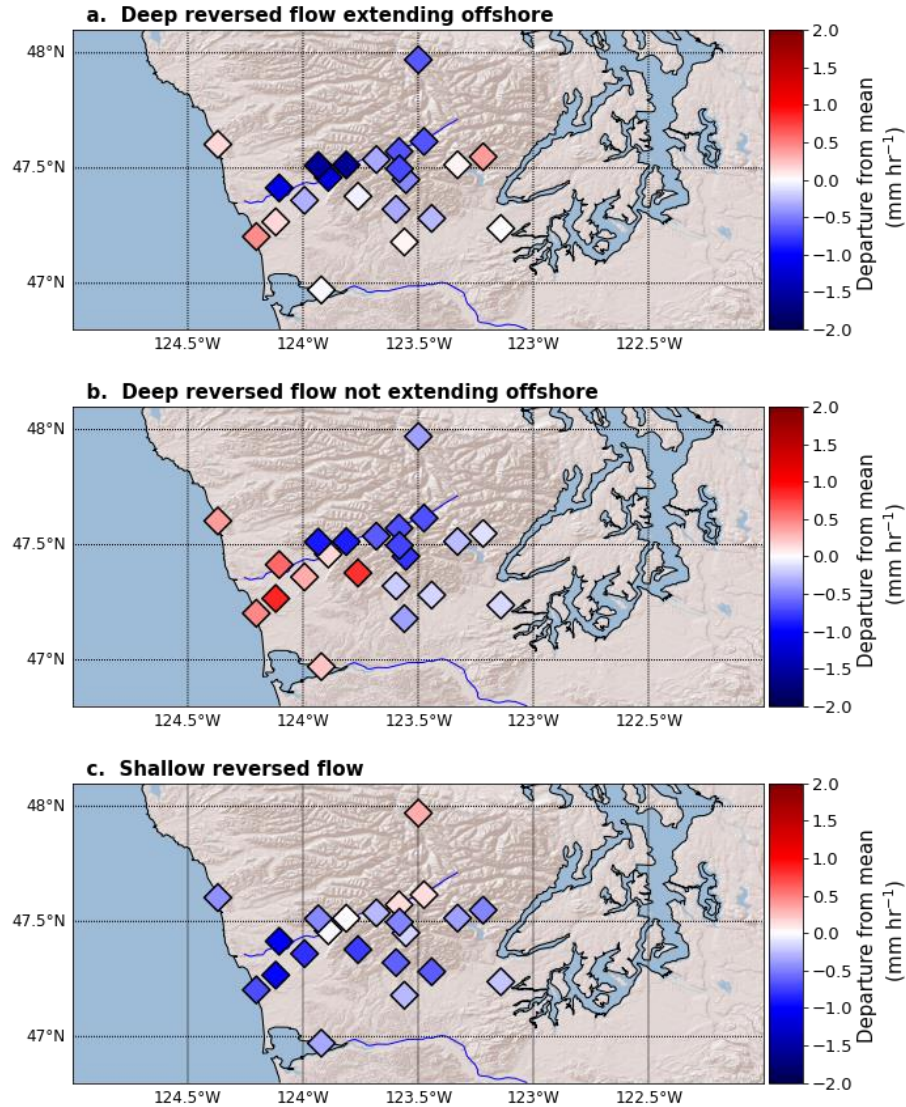 a. Deep reversed flow extending offshore
48°N
47.5°N
47°N
124.5°W 124°W 123.5°W 123°W 122.5°W
2.0
1.5
1.0
0.5
0.0
−0.5
−1.0
−1.5
−2.0
Departure from mean
(mm hr⁻¹)
b. Deep reversed flow not extending offshore
48°N
47.5°N
47°N
124.5°W 124°W 123.5°W 123°W 122.5°W
2.0
1.5
1.0
0.5
0.0
−0.5
−1.0
−1.5
−2.0
Departure from mean
(mm hr⁻¹)
c. Shallow reversed flow
48°N
47.5°N
47°N
124.5°W 124°W 123.5°W 123°W 122.5°W
2.0
1.5
1.0
0.5
0.0
−0.5
−1.0
−1.5
−2.0
Departure from mean
(mm hr⁻¹)